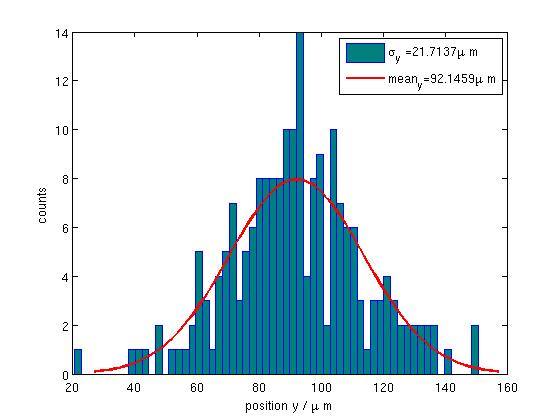 14
12
10
8
6
4
2
0
counts
σy =21.7137μ m
meany=92.1459μ m
20 40 60 80 100 120 140 160
position y / μ m